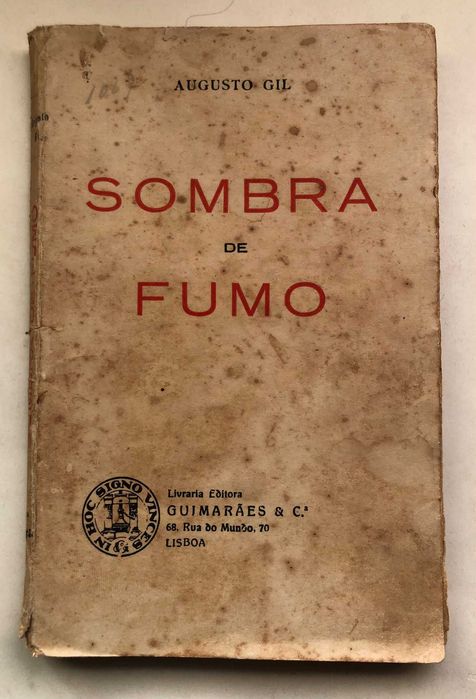 AUGUSTO GIL
SOMBRA
DE
FUMO
IN HOC SIGNO VINCES
Livraria Editora
GUIMARÃES & C.ª
68, Rua do Mundo, 70
LISBOA